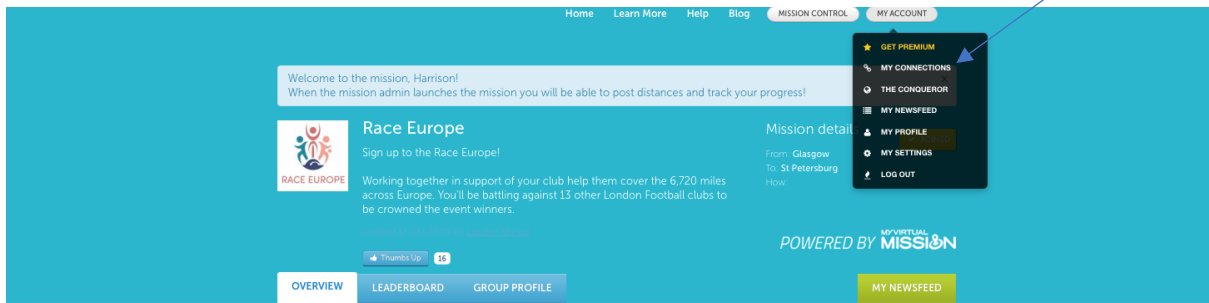 Home Learn More Help Blog MISSION CONTROL MY ACCOUNT
GET PREMIUM
MY CONNECTIONS
THE CONQUEROR
MY NEWSFEED
MY PROFILE
MY SETTINGS
LOG OUT
Welcome to the mission, Harrison!
When the mission admin launches the mission you will be able to post distances and track your progress!
x
RACE EUROPE
Race Europe
Sign up to the Race Europe!
Working together in support of your club help them cover the 6,720 miles
across Europe. You'll be battling against 13 other London Football clubs to
be crowned the event winners.
Thumbs Up 16
Mission details
From: Glasgow
To: St Petersburg
How:
POWERED BY MYVIRTUAL MISSION
OVERVIEW LEADERBOARD GROUP PROFILE MY NEWSFEED